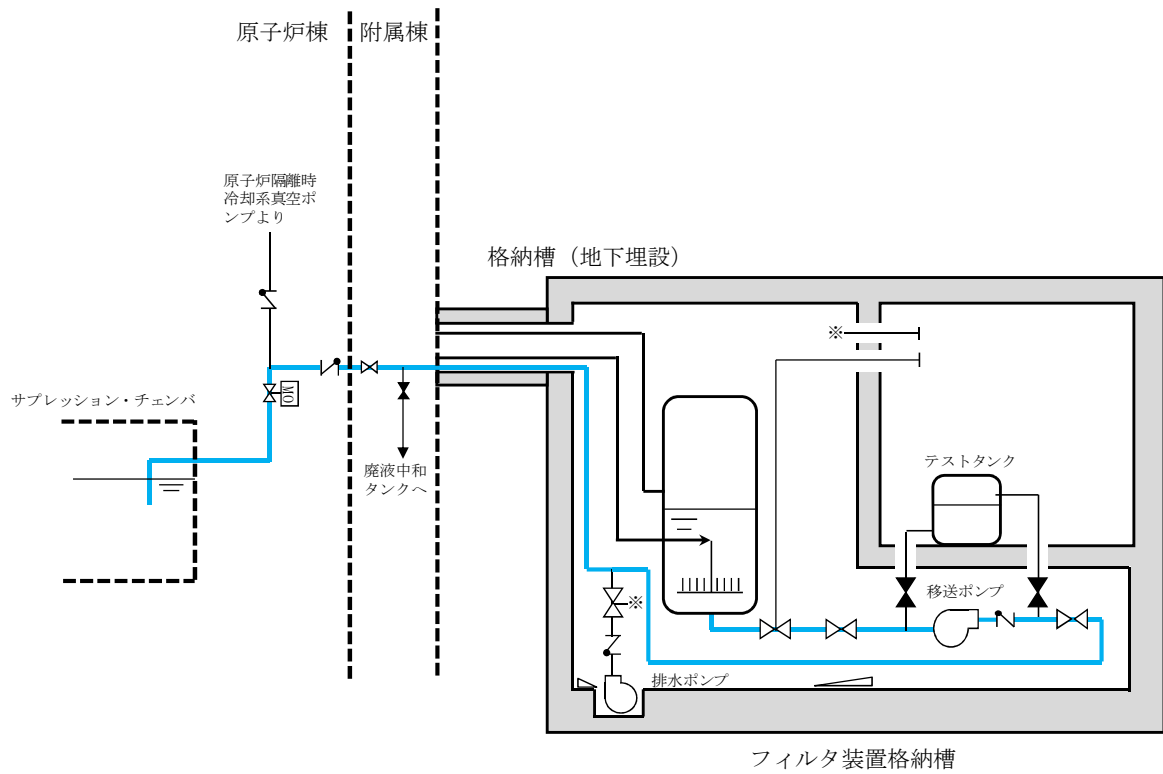 原子炉棟
附属棟
原子炉隔離時
冷却系真空ポ
ンプより
格納槽（地下埋設）
※
MO
サプレッション・チェンバ
廃液中和
タンクへ
テストタンク
移送ポンプ
※
排水ポンプ
フィルタ装置格納槽